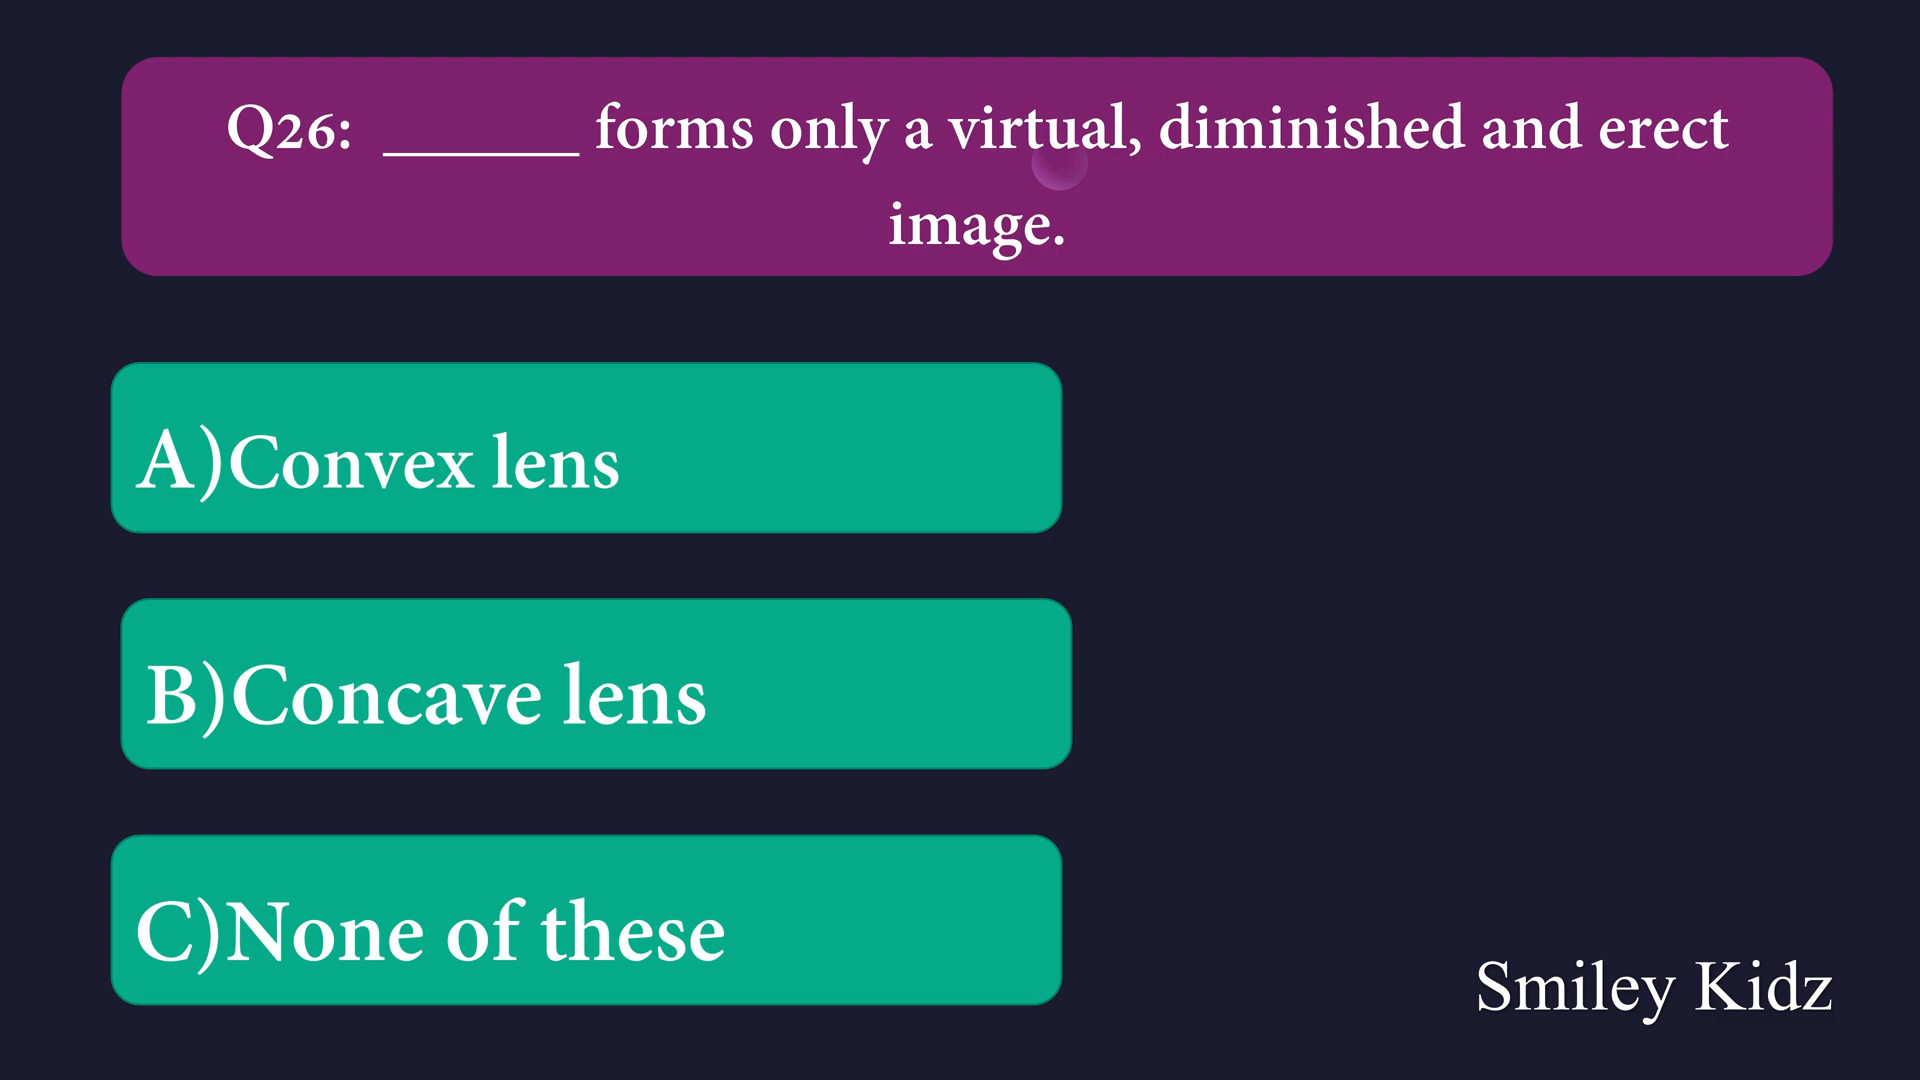 Q26: ______ forms only a virtual, diminished and erect
image.
A)Convex lens
B)Concave lens
C)None of these
Smiley Kidz